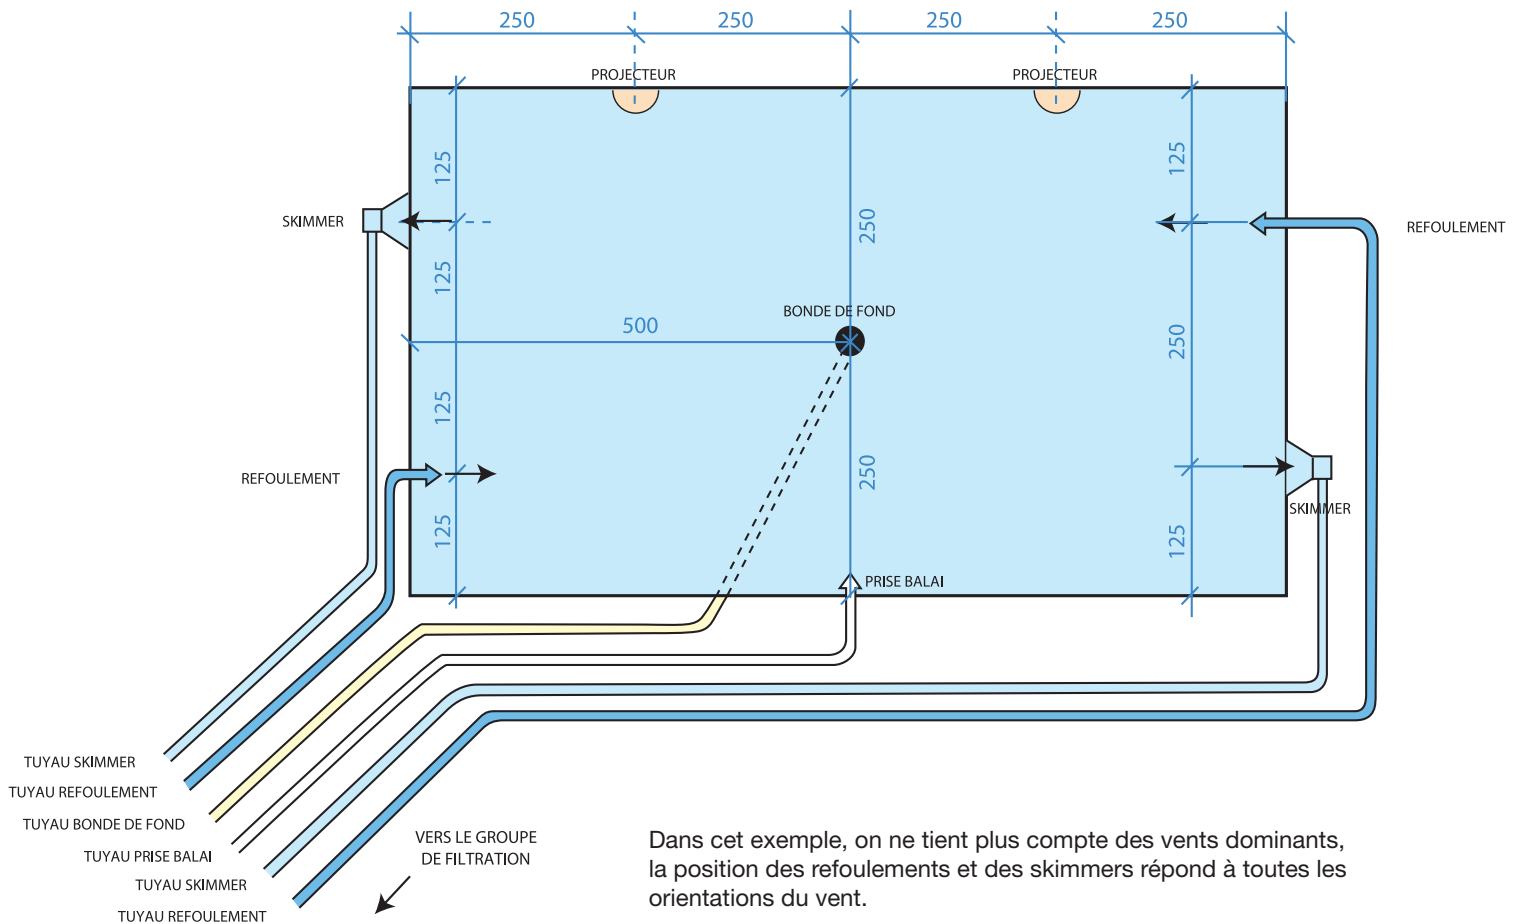 250
250
250
250
PROJECTEUR
PROJECTEUR
125
125
SKIMMER
125
250
REFOULEMENT
BONDE DE FOND
500
250
125
250
REFOULEMENT
125
125
SKIMMER
PRISE BALAI
TUYAU SKIMMER
TUYAU REFOULEMENT
TUYAU BONDE DE FOND
TUYAU PRISE BALAI
TUYAU SKIMMER
TUYAU REFOULEMENT
VERS LE GROUPE
DE FILTRATION
Dans cet exemple, on ne tient plus compte des vents dominants,
la position des refoulements et des skimmers répond à toutes les
orientations du vent.